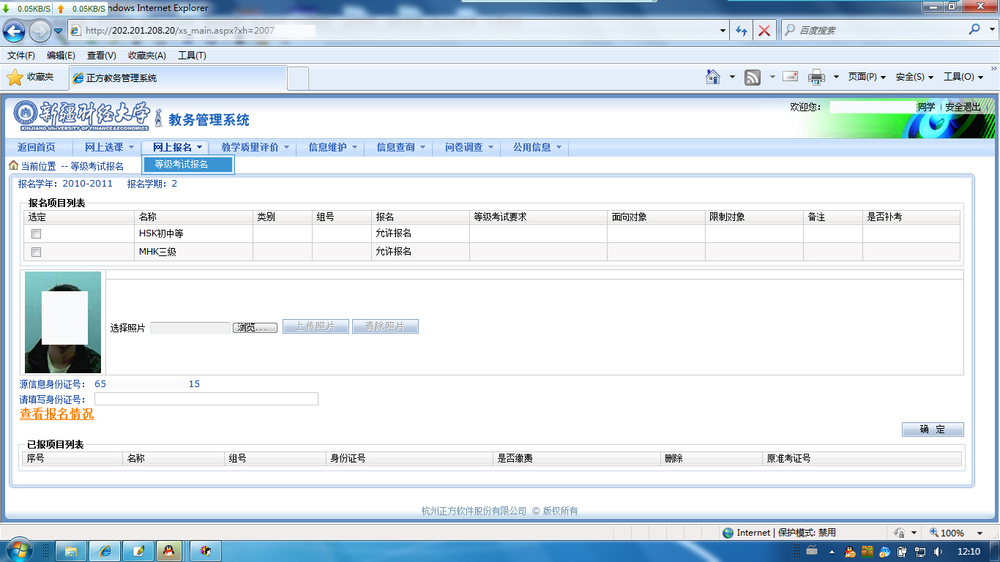 0.05KB/S 0.05KB/S ndows Internet Explorer
http://202.201.208.20/xs_main.aspx?xh=2007 百度搜索
文件(F) 编辑(E) 查看(V) 收藏夹(A) 工具(T)
收藏夹 正方教务管理系统 页面(P) 安全(S) 工具(O)
新疆财经大学 教务管理系统 欢迎您: 同学 安全退出
XINJIANG UNIVERSITY OF FINANCE&ECONOMICS
返回首页 网上选课 网上报名 教学质量评价 信息维护 信息查询 问卷调查 公用信息
当前位置 -- 等级考试报名 等级考试报名
报名学年: 2010-2011 报名学期: 2
报名项目列表
选定 名称 类别 组号 报名 等级考试要求 面向对象 限制对象 备注 是否补考
HSK初中等 允许报名
MHK三级 允许报名
选择照片 浏览... 上传照片 清除照片
源信息身份证号: 65 15
请填写身份证号:
查看报名情况
确 定
已报项目列表
序号 名称 组号 身份证号 是否缴费 删除 原准考证号
杭州正方软件股份有限公司 © 版权所有
Internet | 保护模式: 禁用 100%
12:10